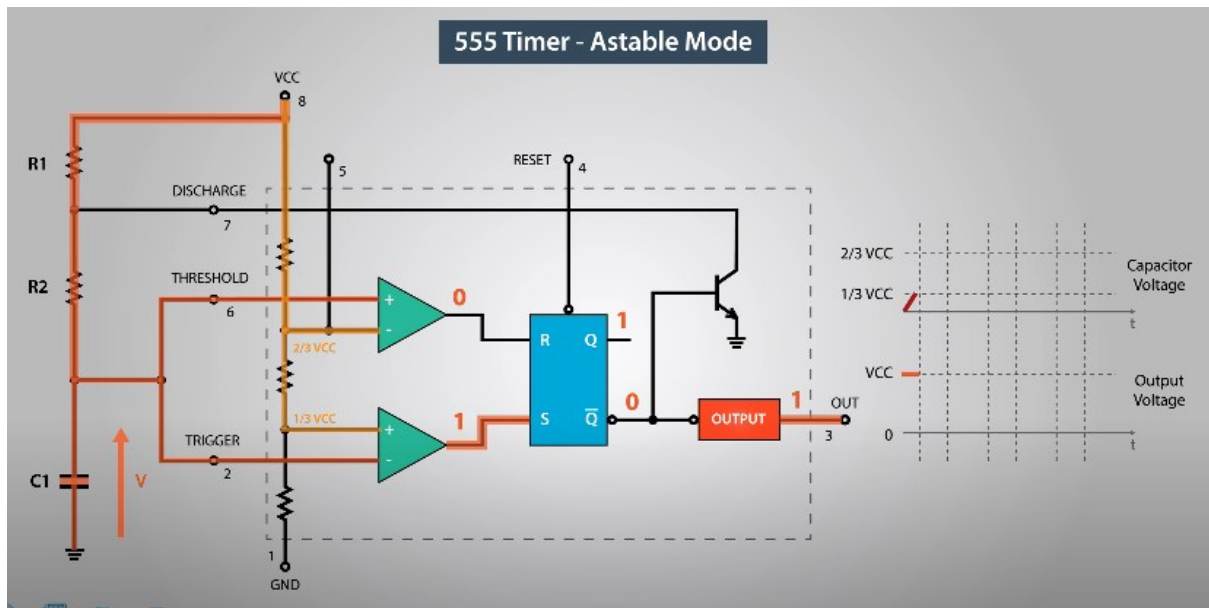 555 Timer - Astable Mode
VCC
8
R1
5
RESET
4
DISCHARGE
7
2/3 VCC
Capacitor
Voltage
R2
THRESHOLD
6
+
0
1/3 VCC
t
-
2/3 VCC
R
Q
1
VCC
Output
Voltage
1/3 VCC
+
1
S
Q̅
0
OUTPUT
1
OUT
3
0
t
TRIGGER
2
-
C1
V
1
GND